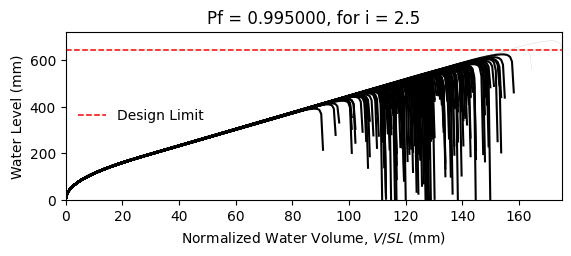 Pf = 0.995000, for i = 2.5
Water Level (mm)
600
400
200
0
Design Limit
0 20 40 60 80 100 120 140 160
Normalized Water Volume, V/SL (mm)